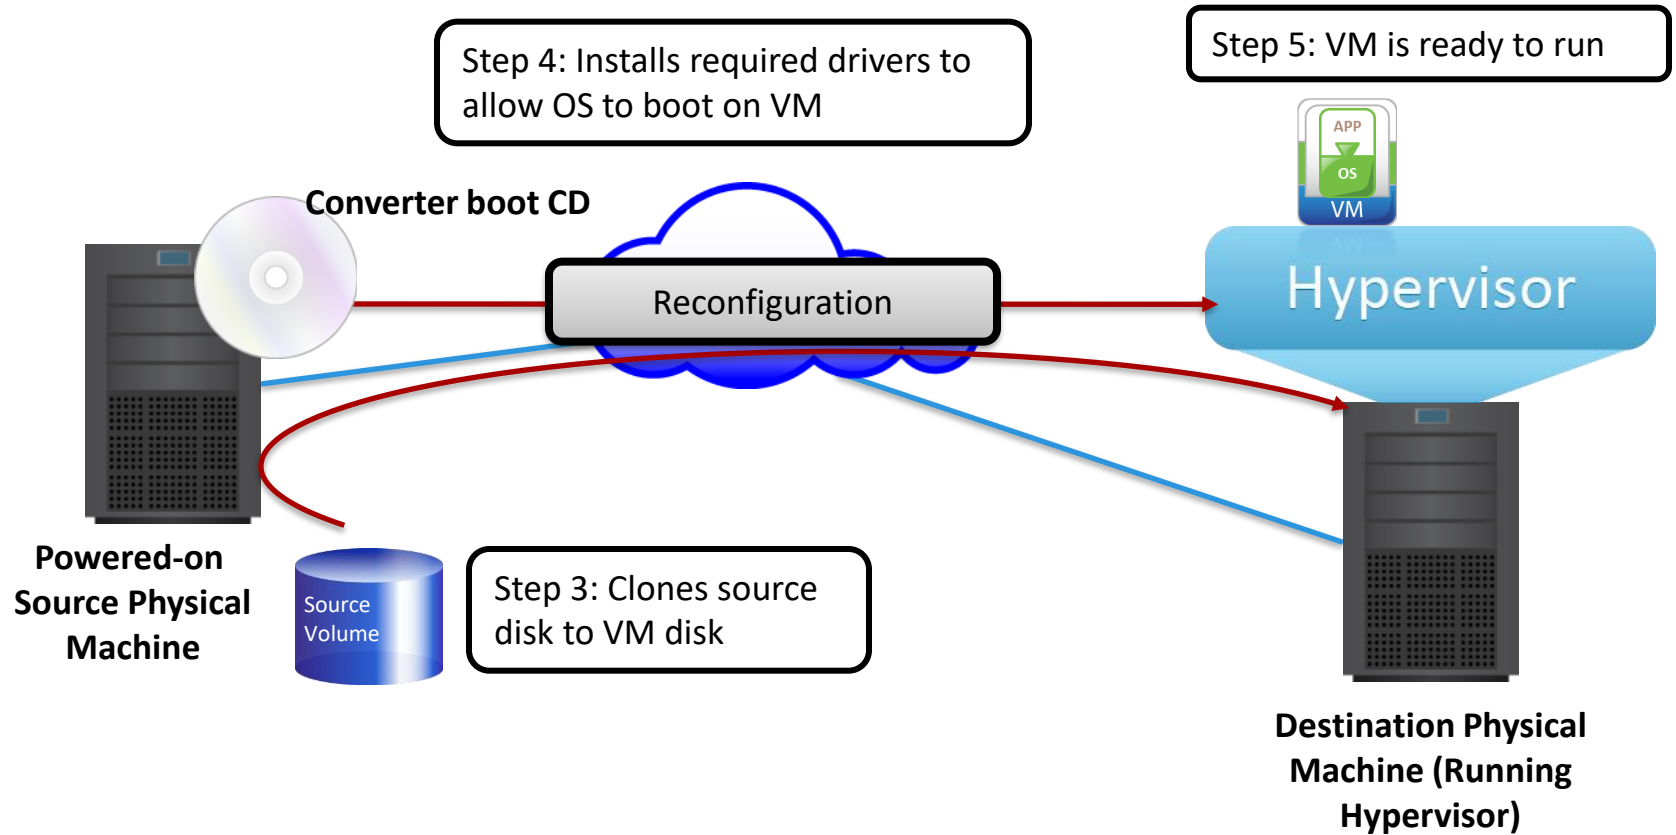 Step 4: Installs required drivers to
allow OS to boot on VM
Step 5: VM is ready to run
APP
OS
VM
Converter boot CD
Reconfiguration
Hypervisor
Powered-on
Source Physical
Machine
Source
Volume
Step 3: Clones source
disk to VM disk
Destination Physical
Machine (Running
Hypervisor)